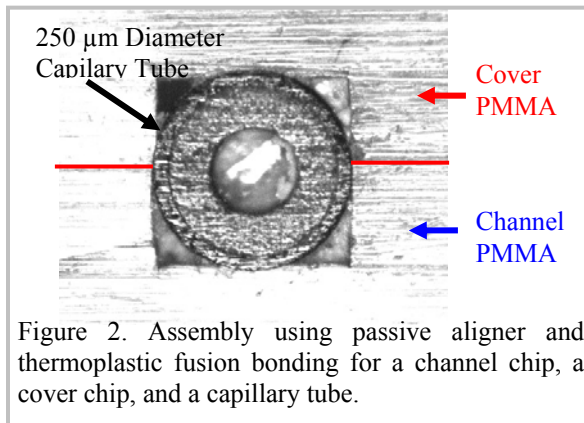 250 µm Diameter
Capilary Tube
Cover
PMMA
Channel
PMMA
Figure 2. Assembly using passive aligner and
thermoplastic fusion bonding for a channel chip, a
cover chip, and a capillary tube.